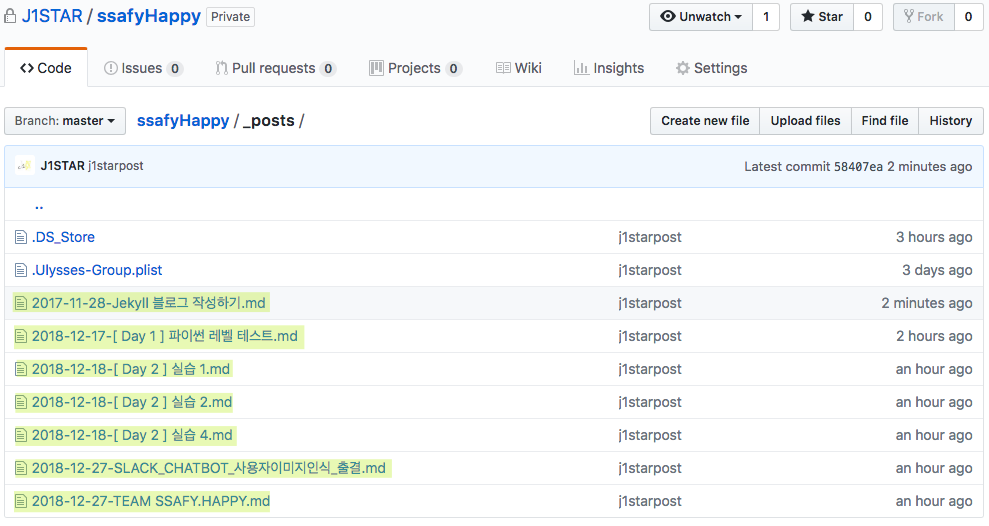 J1STAR / ssafyHappy Private Unwatch 1 Star 0 Fork 0
Code Issues 0 Pull requests 0 Projects 0 Wiki Insights Settings
Branch: master ssafyHappy / _posts / Create new file Upload files Find file History
J1STAR j1starpost Latest commit 58407ea 2 minutes ago
..
.DS_Store j1starpost 3 hours ago
.Ulysses-Group.plist j1starpost 3 days ago
2017-11-28-Jekyll 블로그 작성하기.md j1starpost 2 minutes ago
2018-12-17-[ Day 1 ] 파이썬 레벨 테스트.md j1starpost 2 hours ago
2018-12-18-[ Day 2 ] 실습 1.md j1starpost an hour ago
2018-12-18-[ Day 2 ] 실습 2.md j1starpost an hour ago
2018-12-18-[ Day 2 ] 실습 4.md j1starpost an hour ago
2018-12-27-SLACK_CHATBOT_사용자이미지인식_출결.md j1starpost an hour ago
2018-12-27-TEAM SSAFY.HAPPY.md j1starpost an hour ago